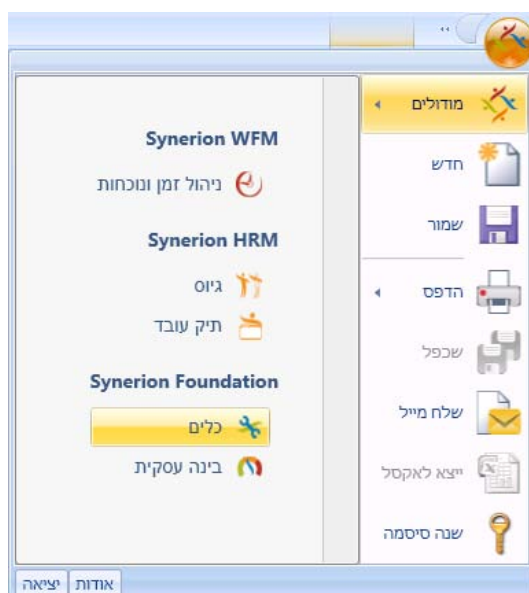 מודולים
חדש
שמור
הדפס
שכפל
שלח מייל
ייצא לאקסל
שנה סיסמה
Synerion WFM
ניהול זמן ונוכחות
Synerion HRM
גיוס
תיק עובד
Synerion Foundation
כלים
בינה עסקית
אודות
יציאה